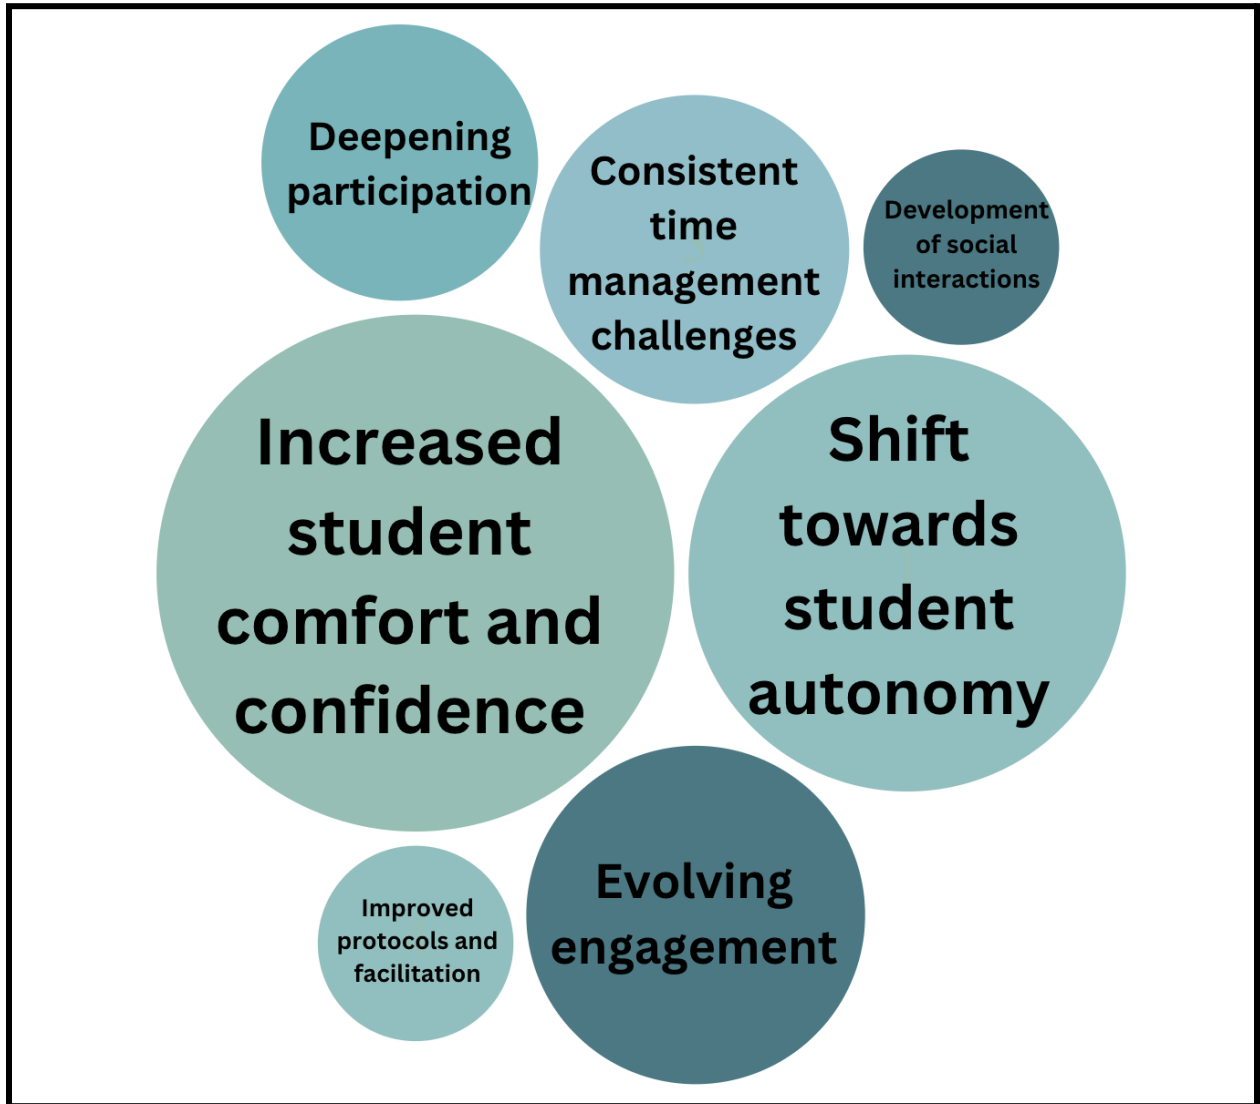 Deepening
participation
Consistent
time
management
challenges
Development
of social
interactions
Increased
student
comfort and
confidence
Shift
towards
student
autonomy
Improved
protocols and
facilitation
Evolving
engagement